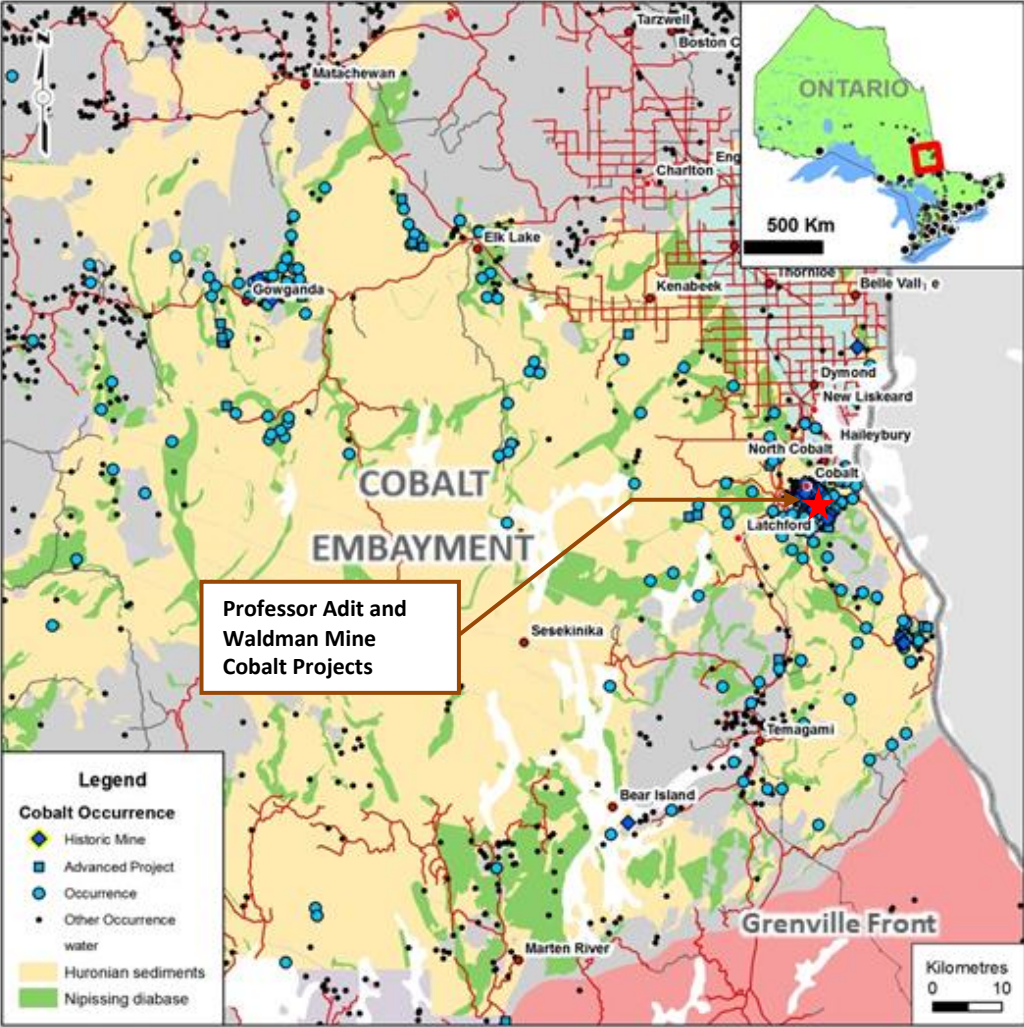 N
Tarzwell
Boston C
Matachewan
ONTARIO
500 Km
Eng
Charlton
Elk Lake
Thornloe
Gowganda
Kenabeek
Belle Vall
e
Dymond
New Liskeard
Haileybury
North Cobalt
Cobalt
COBALT
EMBAYMENT
Latchford
Professor Adit and
Waldman Mine
Cobalt Projects
Sesekinika
Temagami
Bear Island
Legend
Cobalt Occurrence
Historic Mine
Advanced Project
Occurrence
Other Occurrence
water
Huronian sediments
Nipissing diabase
Grenville Front
Marten River
Kilometres
0 10